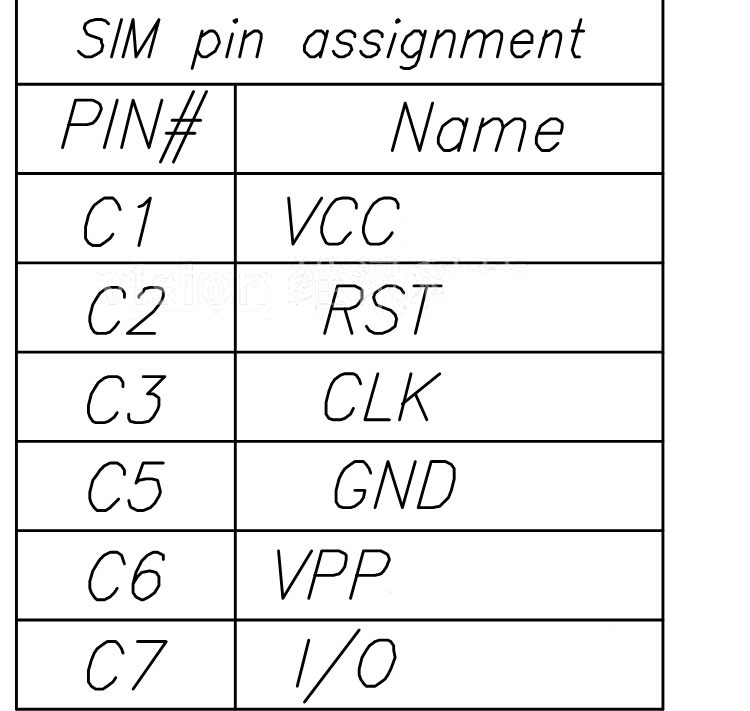 SIM pin assignment
PIN# Name
C1 VCC
C2 RST
C3 CLK
C5 GND
C6 VPP
C7 I/O